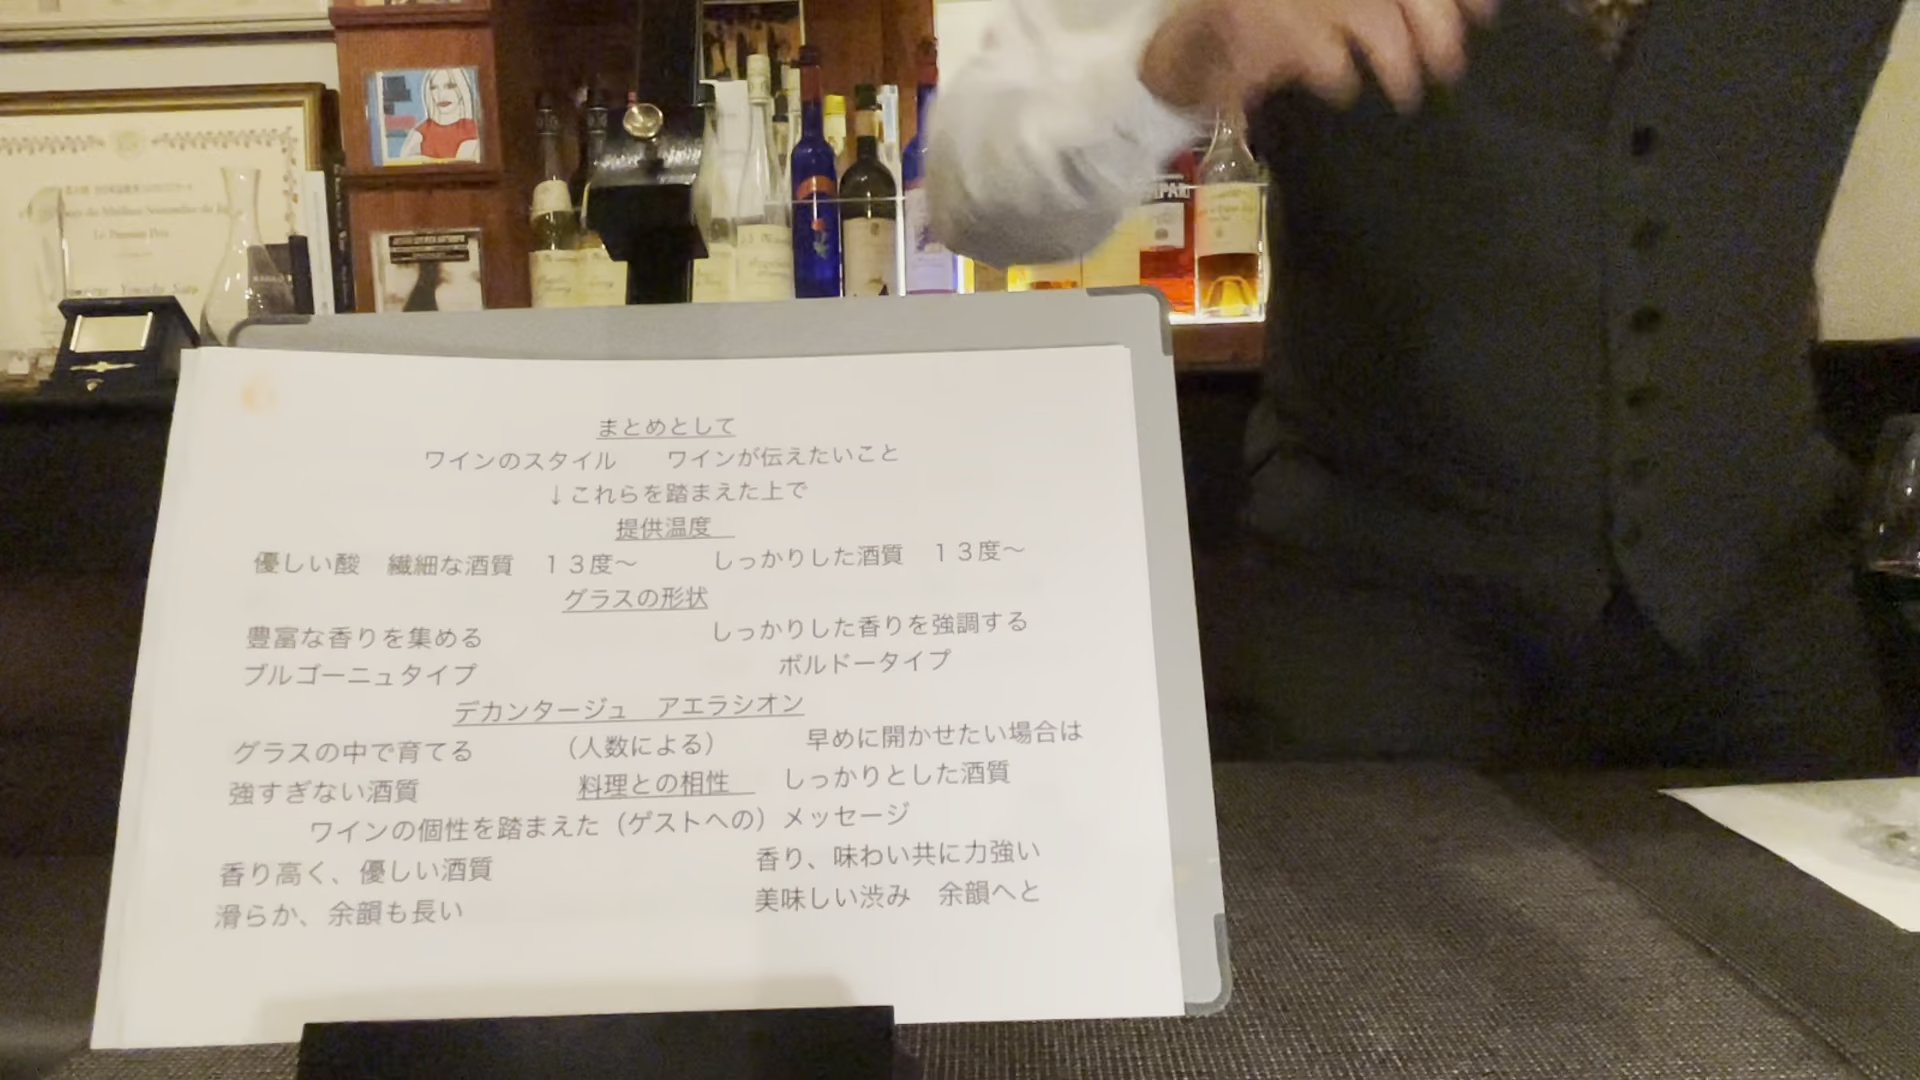 まとめとして
ワインのスタイル　　ワインが伝えたいこと
↓これらを踏まえた上で
提供温度
優しい酸　繊細な酒質　１３度〜　　　しっかりした酒質　１３度〜
グラスの形状
豊富な香りを集める　　　しっかりした香りを強調する
ブルゴーニュタイプ　　　ボルドータイプ
デカンタージュ　アエラシオン
グラスの中で育てる　　　（人数による）　　　早めに開かせたい場合は
強すぎない酒質　　　料理との相性　　しっかりとした酒質
ワインの個性を踏まえた（ゲストへの）メッセージ
香り高く、優しい酒質　　　香り、味わい共に力強い
滑らか、余韻も長い　　　美味しい渋み　余韻へと